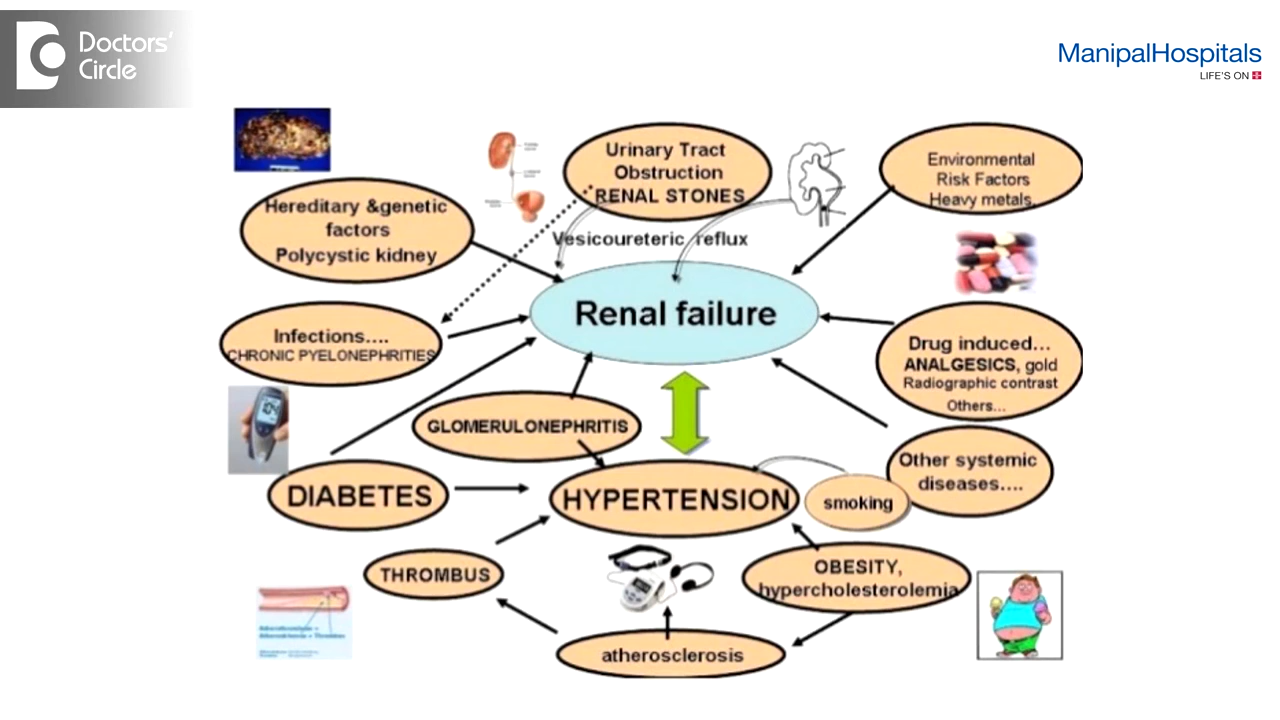 Doctors'
Circle
ManipalHospitals
LIFE'S ON
Urinary Tract
Obstruction
RENAL STONES
Environmental
Risk Factors
Heavy metals,
Hereditary &genetic
factors
Polycystic kidney
Vesicoureteric reflux
Renal failure
Infections....
CHRONIC PYELONEPHRITIES
Drug induced...
ANALGESICS, gold
Radiographic contrast
Others...
GLOMERULONEPHRITIS
Other systemic
diseases....
DIABETES
HYPERTENSION
smoking
THROMBUS
OBESITY,
hypercholesterolemia
atherosclerosis